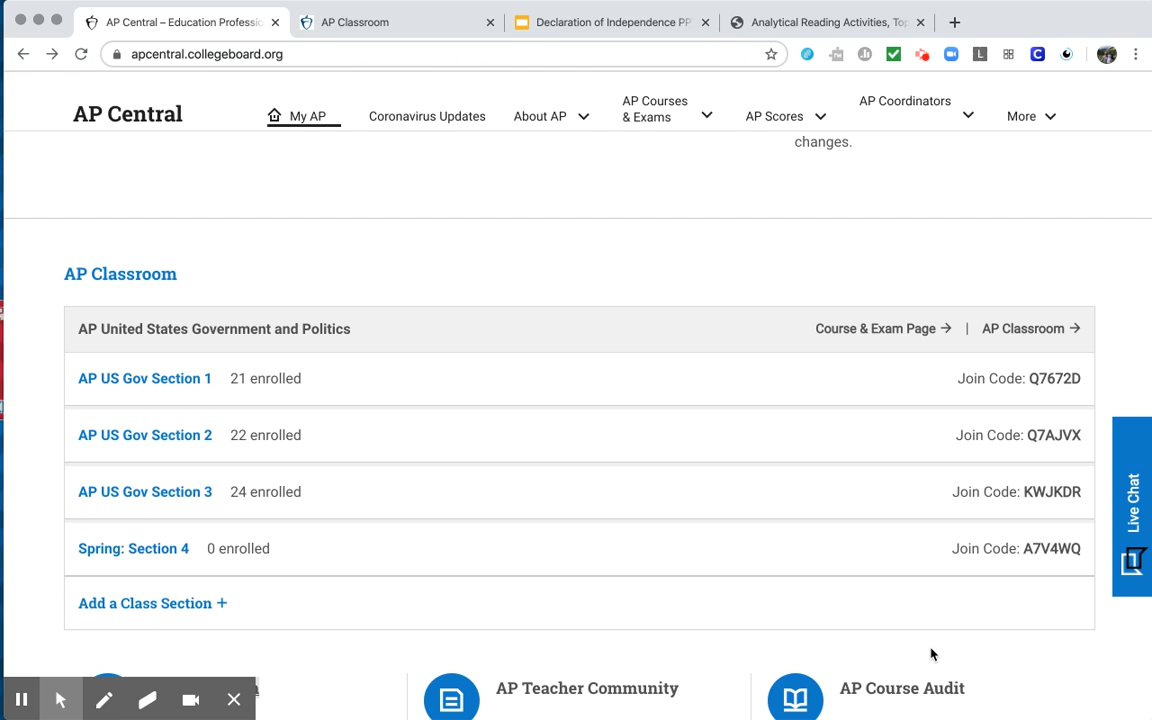 AP Central – Education Professio
AP Classroom
Declaration of Independence PP
Analytical Reading Activities, To
apcentral.collegeboard.org
AP Central
My AP
Coronavirus Updates
About AP
AP Courses
& Exams
AP Scores
AP Coordinators
More
changes.
AP Classroom
AP United States Government and Politics
Course & Exam Page → | AP Classroom →
AP US Gov Section 1 21 enrolled Join Code: Q7672D
AP US Gov Section 2 22 enrolled Join Code: Q7AJVX
AP US Gov Section 3 24 enrolled Join Code: KWJKDR
Spring: Section 4 0 enrolled Join Code: A7V4WQ
Add a Class Section +
Live Chat
AP Teacher Community
AP Course Audit